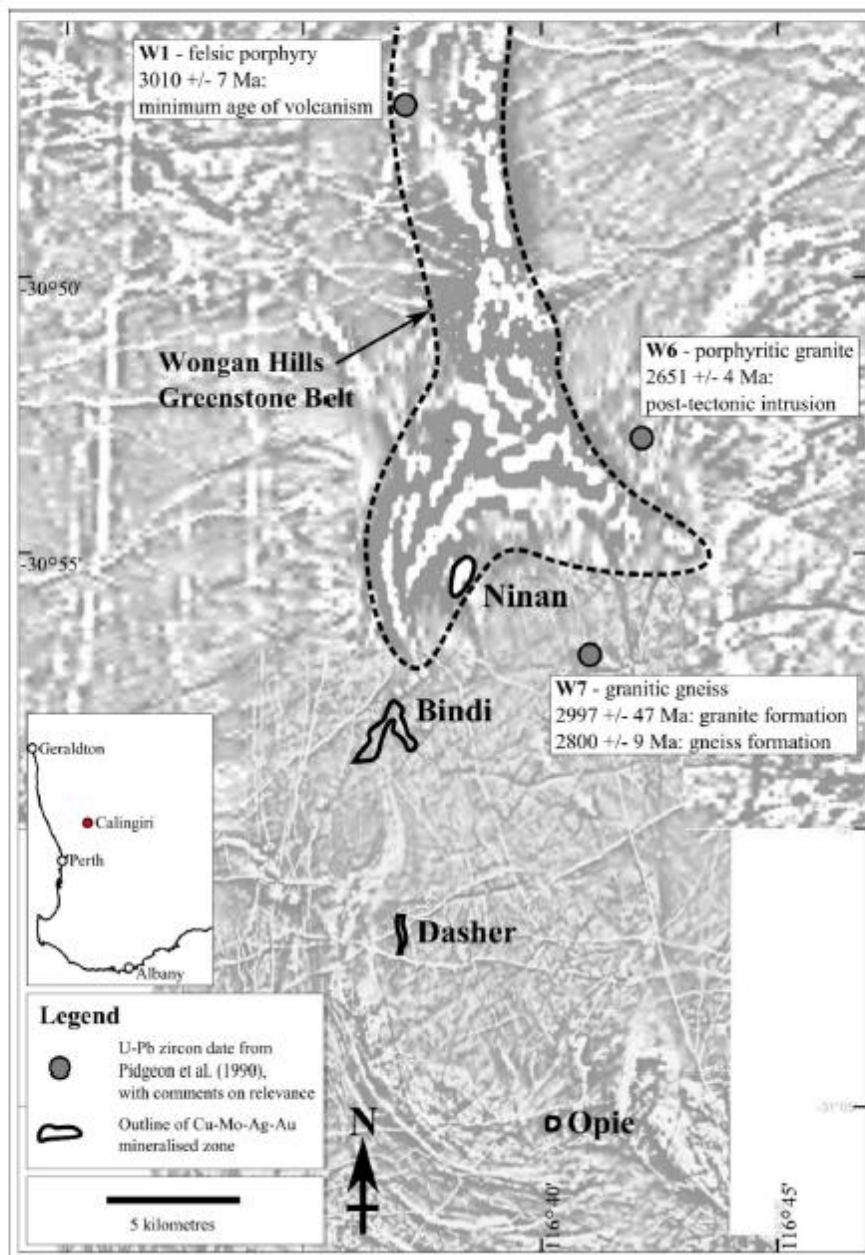 W1 - felsic porphyry
3010 +/- 7 Ma:
minimum age of volcanism
-30°50'
Wongan Hills
Greenstone Belt
W6 - porphyritic granite
2651 +/- 4 Ma:
post-tectonic intrusion
-30°55'
Ninan
W7 - granitic gneiss
2997 +/- 47 Ma: granite formation
2800 +/- 9 Ma: gneiss formation
Bindi
Geraldton
Calingiri
Perth
Albany
Dasher
Legend
U-Pb zircon date from
Pidgeon et al. (1990),
with comments on relevance
Outline of Cu-Mo-Ag-Au
mineralised zone
5 kilometres
N
Opie
116°40'
116°45'